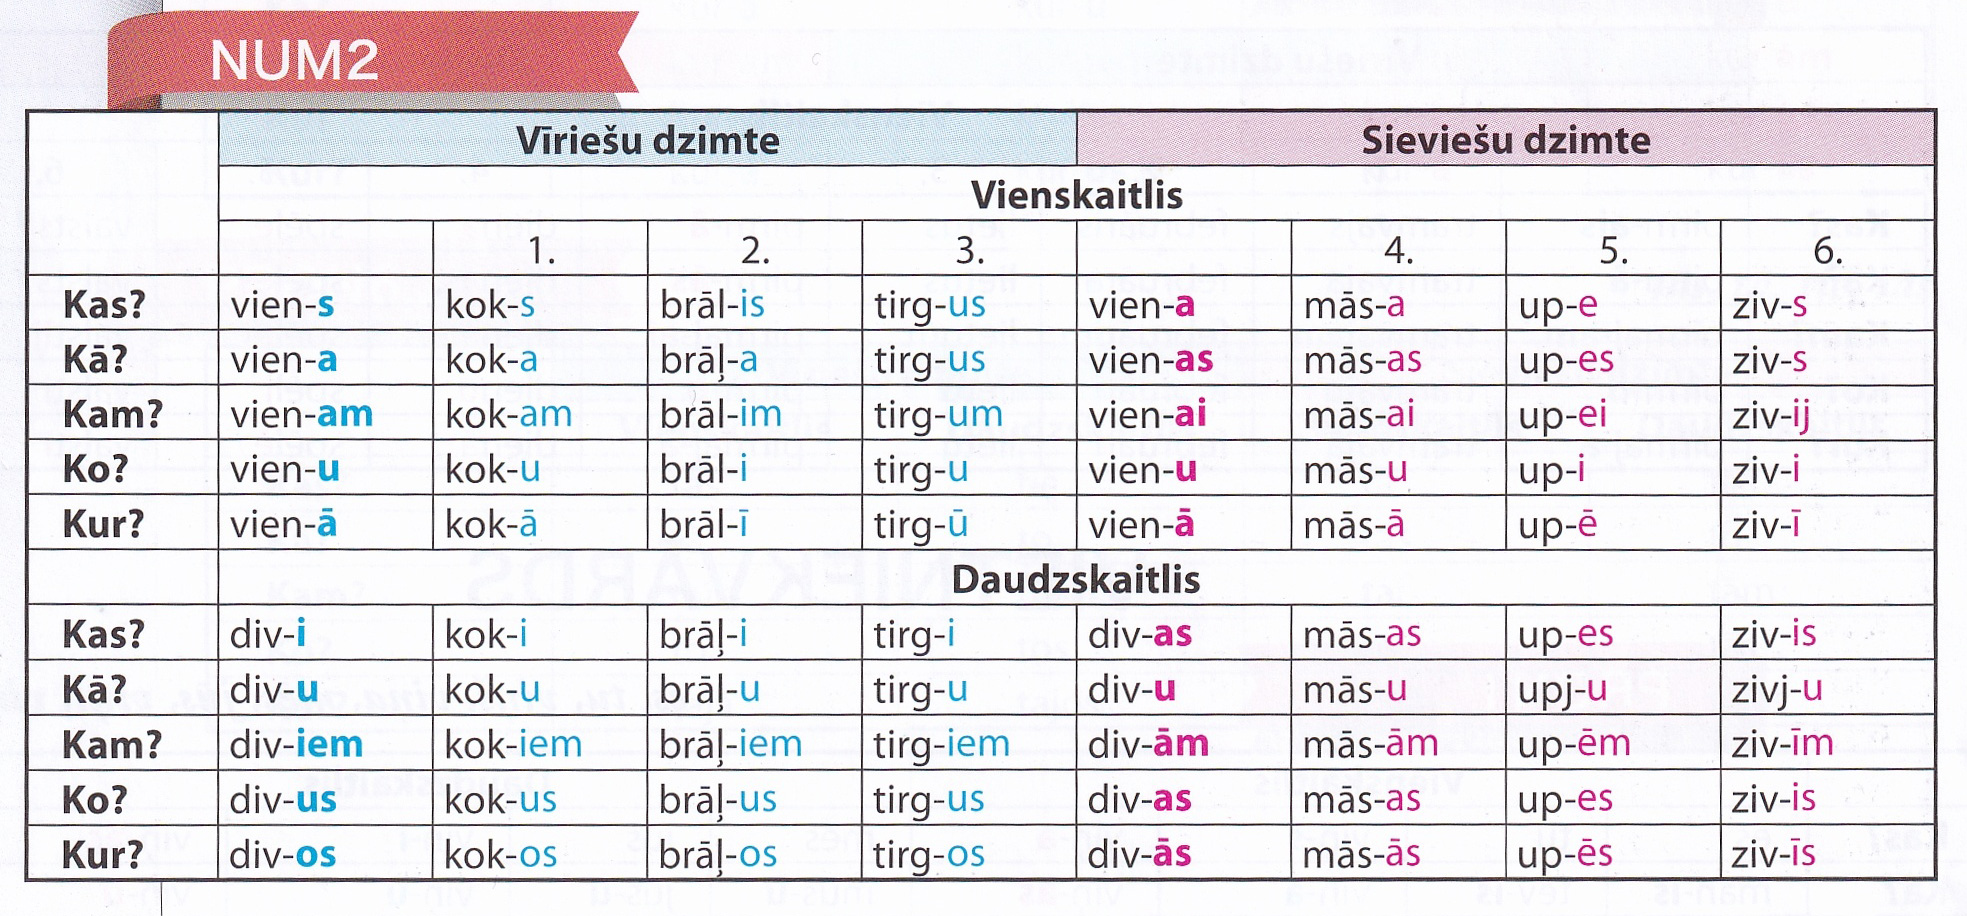 NUM2
Vīriešu dzimte Sieviešu dzimte
Vienskaitlis
1. 2. 3. 4. 5. 6.
Kas? vien-s kok-s brāl-is tirg-us vien-a mās-a up-e ziv-s
Kā? vien-a kok-a brāļ-a tirg-us vien-as mās-as up-es ziv-s
Kam? vien-am kok-am brāl-im tirg-um vien-ai mās-ai up-ei ziv-ij
Ko? vien-u kok-u brāl-i tirg-u vien-u mās-u up-i ziv-i
Kur? vien-ā kok-ā brāl-ī tirg-ū vien-ā mās-ā up-ē ziv-ī
Daudzskaitlis
Kas? div-i kok-i brāļ-i tirg-i div-as mās-as up-es ziv-is
Kā? div-u kok-u brāļ-u tirg-u div-u mās-u upj-u zivj-u
Kam? div-iem kok-iem brāļ-iem tirg-iem div-ām mās-ām up-ēm ziv-īm
Ko? div-us kok-us brāļ-us tirg-us div-as mās-as up-es ziv-is
Kur? div-os kok-os brāļ-os tirg-os div-ās mās-ās up-ēs ziv-īs